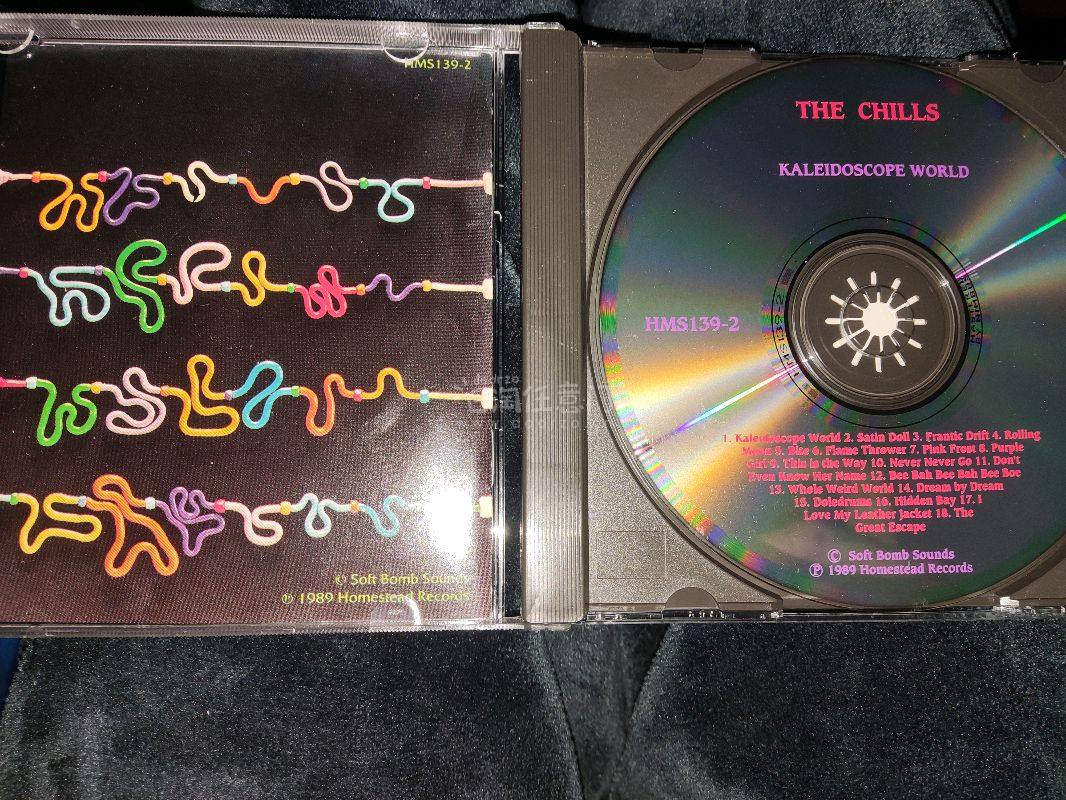 HMS139-2
© Soft Bomb Sounds
℗ 1989 Homestead Records
THE CHILLS
KALEIDOSCOPE WORLD
HMS139-2
1. Kaleidoscope World 2. Satin Doll 3. Frantic Drift 4. Rolling
Moon 5. Bite 6. Flame Thrower 7. Pink Frost 8. Purple
Girl 9. This is the Way 10. Never Never Go 11. Don't
Even Know Her Name 12. Bee Bah Bee Bah Bee Boe
13. Whole Weird World 14. Dream by Dream
15. Doledrums 16. Hidden Bay 17. I
Love My Leather Jacket 18. The
Great Escape
© Soft Bomb Sounds
℗ 1989 Homestead Records
淘任意